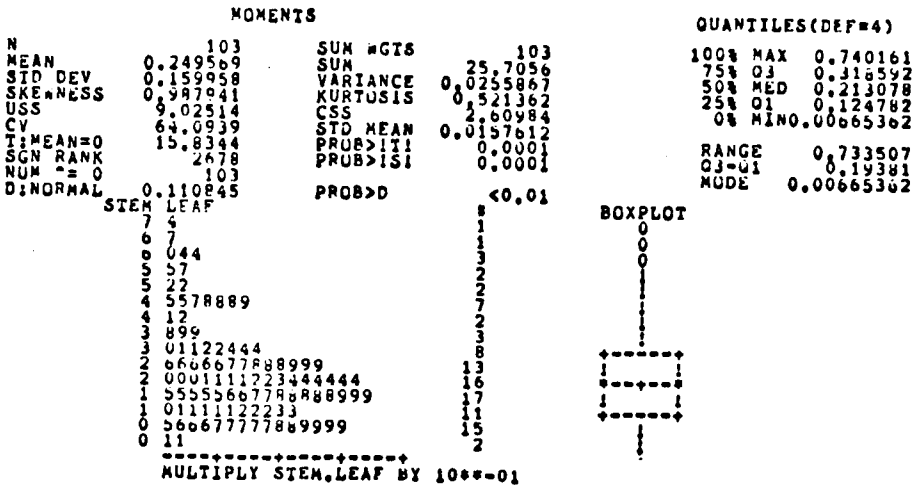 MOMENTS
N 103 SUM WGTS 103
MEAN 0.249569 SUM 25.7056
STD DEV 0.159958 VARIANCE 0.0255867
SKEWNESS 0.987941 KURTOSIS 0.521362
USS 9.02514 CSS 2.60984
CV 64.0939 STD MEAN 0.0157612
T:MEAN=0 15.8344 PROB>|T| 0.0001
SGN RANK 2678 PROB>|S| 0.0001
NUM ^= 0 103
D:NORMAL 0.110845 PROB>D <0.01
QUANTILES(DEF=4)
100% MAX 0.740161
75% Q3 0.318592
50% MED 0.213078
25% Q1 0.124782
0% MIN 0.00665362
RANGE 0.733507
Q3-Q1 0.19381
MODE 0.00665362
STEM LEAF # BOXPLOT
7 4 1 0
6 7 1 0
6 044 3 0
5 57 2
5 22 2
4 5578889 7
4 12 2
3 899 3
3 01122444 8
2 6666677888999 13
2 0001111223444444 16
1 55555667788888999 17
1 01111122233 11
0 566677777889999 15
0 11 2
MULTIPLY STEM.LEAF BY 10**-01